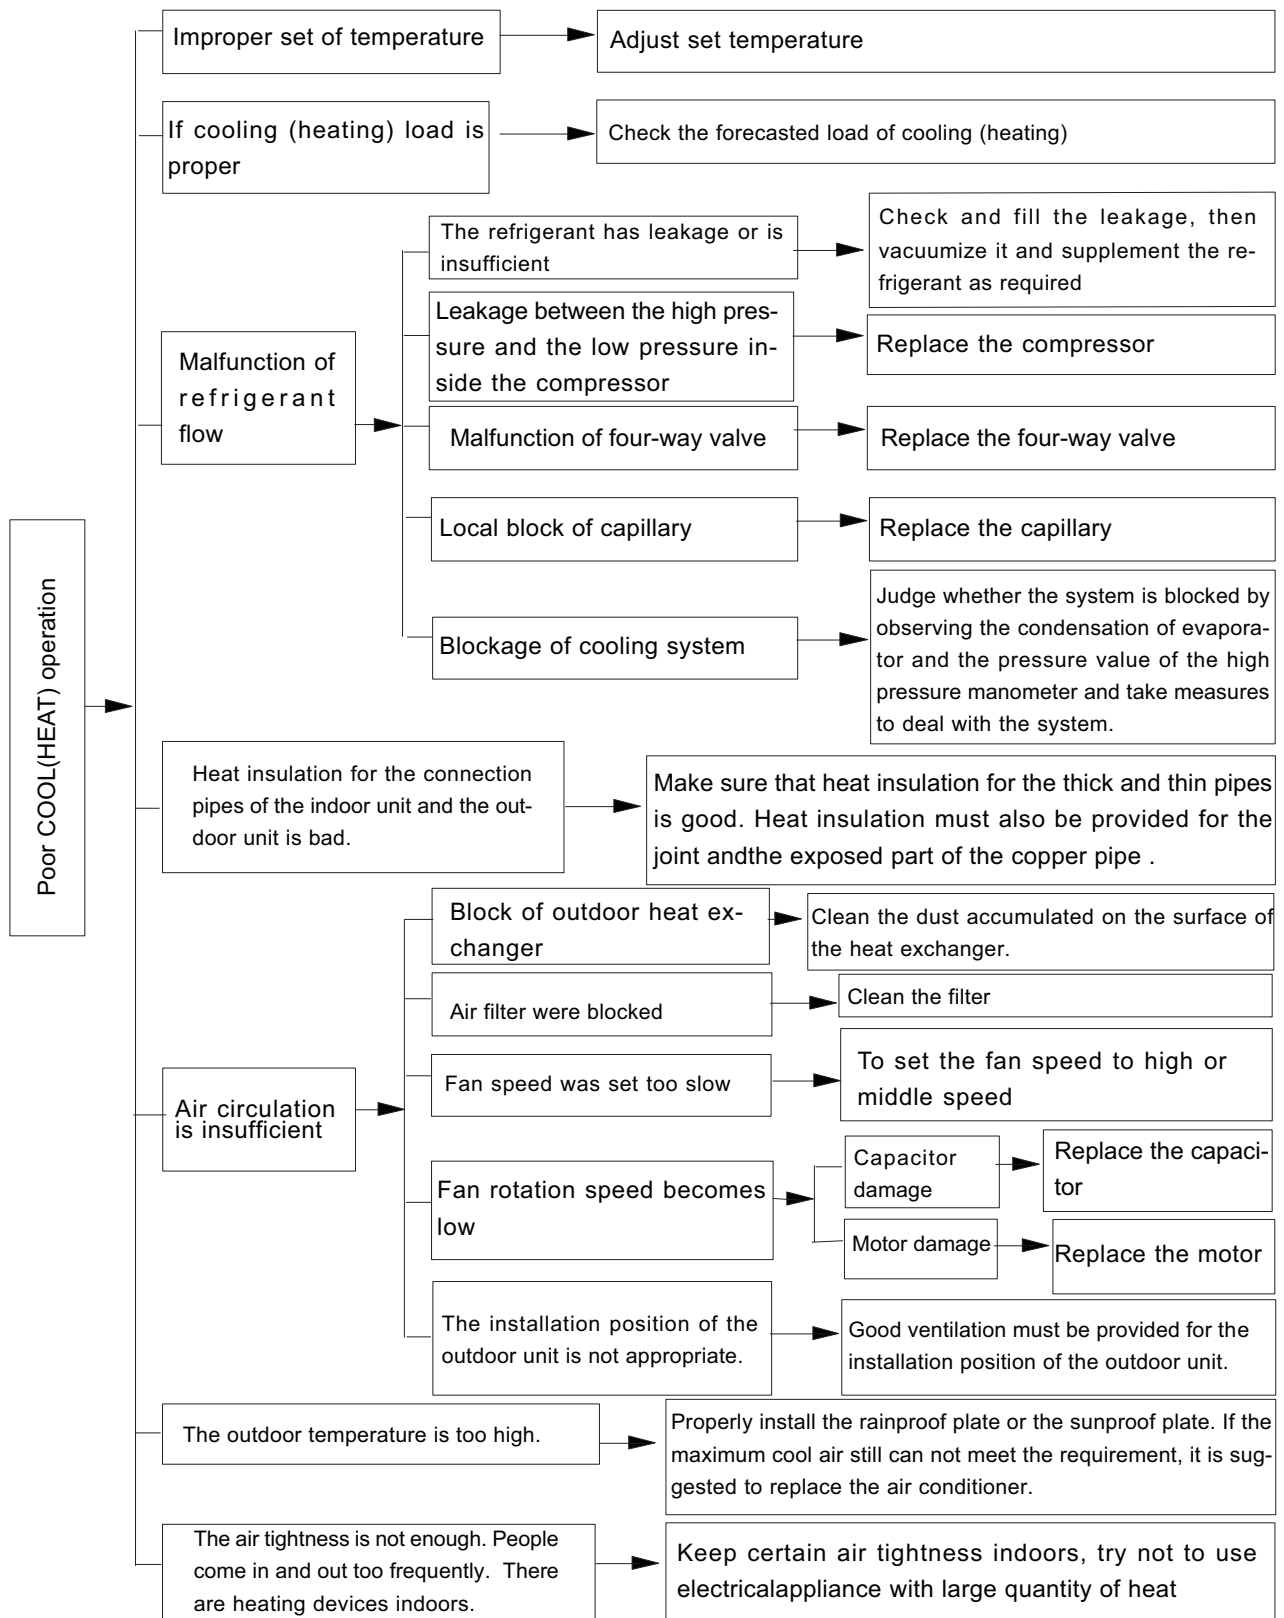 Poor COOL(HEAT) operation
Improper set of temperature
Adjust set temperature
If cooling (heating) load is
proper
Check the forecasted load of cooling (heating)
Malfunction of
refrigerant
flow
The refrigerant has leakage or is
insufficient
Check and fill the leakage, then
vacuumize it and supplement the re-
frigerant as required
Leakage between the high pres-
sure and the low pressure in-
side the compressor
Replace the compressor
Malfunction of four-way valve
Replace the four-way valve
Local block of capillary
Replace the capillary
Blockage of cooling system
Judge whether the system is blocked by
observing the condensation of evapora-
tor and the pressure value of the high
pressure manometer and take measures
to deal with the system.
Heat insulation for the connection
pipes of the indoor unit and the out-
door unit is bad.
Make sure that heat insulation for the thick and thin pipes
is good. Heat insulation must also be provided for the
joint andthe exposed part of the copper pipe .
Air circulation
is insufficient
Block of outdoor heat ex-
changer
Clean the dust accumulated on the surface of
the heat exchanger.
Air filter were blocked
Clean the filter
Fan speed was set too slow
To set the fan speed to high or
middle speed
Fan rotation speed becomes
low
Capacitor
damage
Replace the capaci-
tor
Motor damage
Replace the motor
The installation position of the
outdoor unit is not appropriate.
Good ventilation must be provided for the
installation position of the outdoor unit.
The outdoor temperature is too high.
Properly install the rainproof plate or the sunproof plate. If the
maximum cool air still can not meet the requirement, it is sug-
gested to replace the air conditioner.
The air tightness is not enough. People
come in and out too frequently. There
are heating devices indoors.
Keep certain air tightness indoors, try not to use
electricalappliance with large quantity of heat